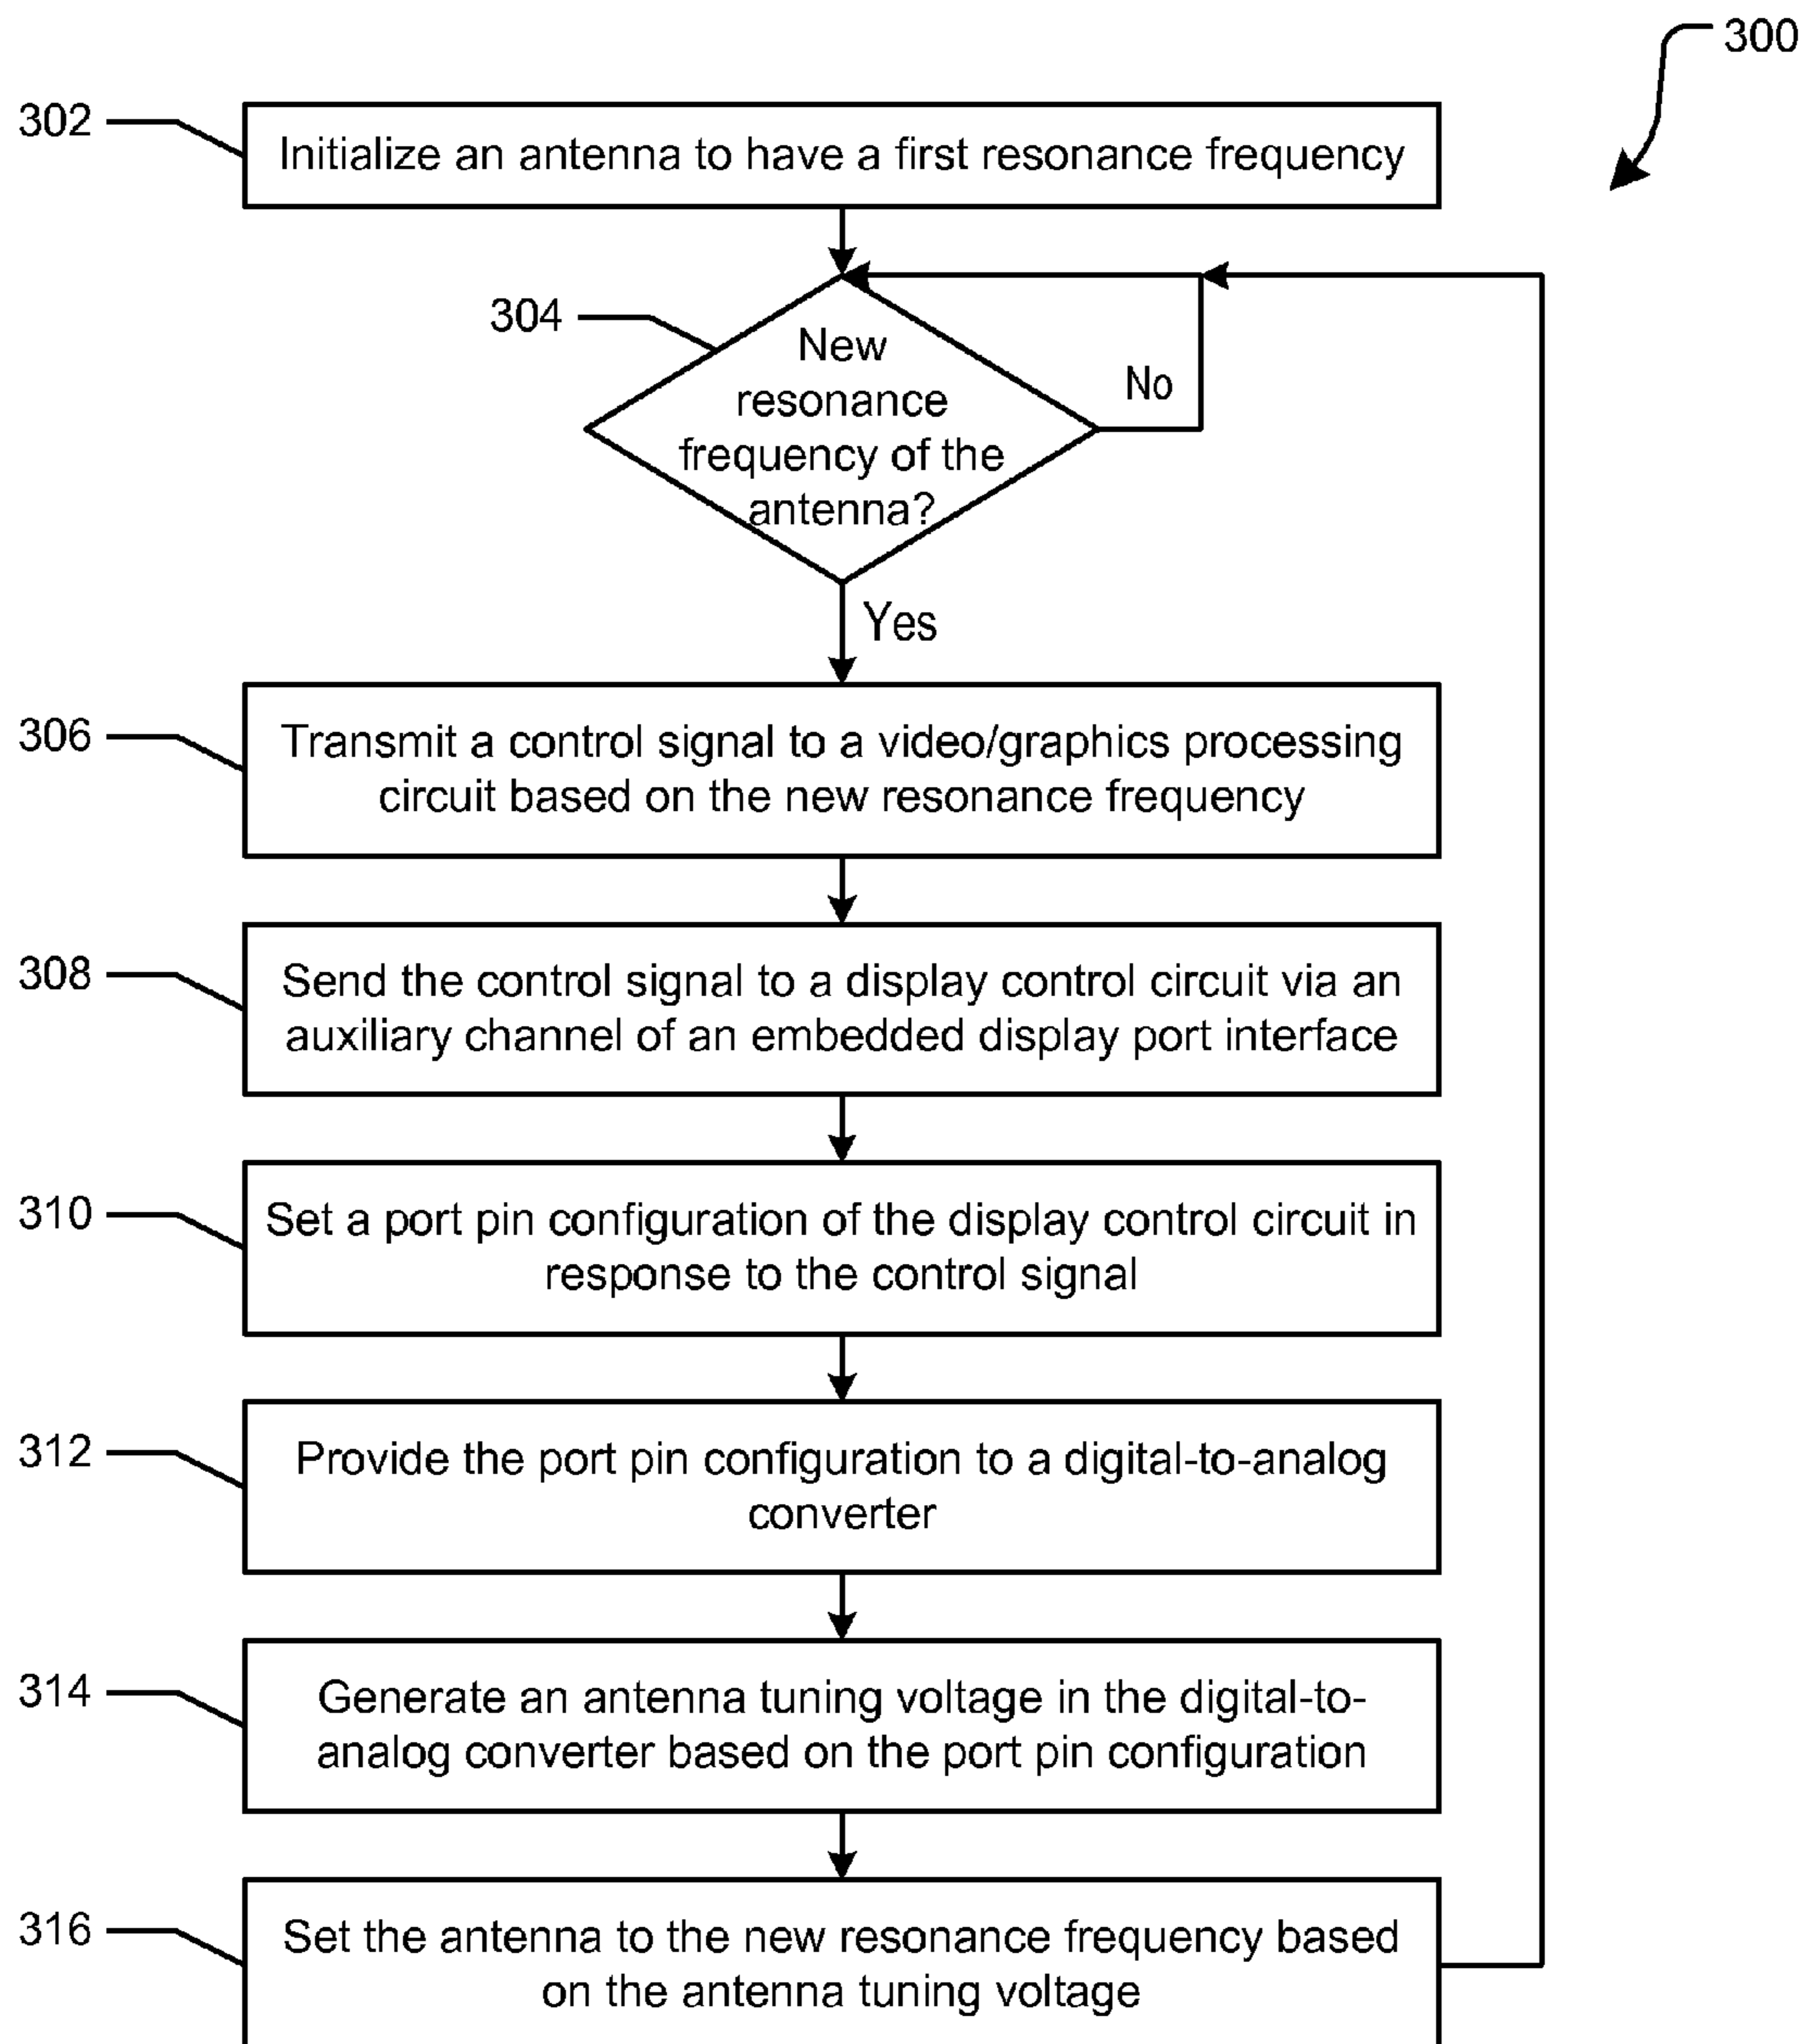 300
302
Initialize an antenna to have a first resonance frequency
304
New
resonance
frequency of the
antenna?
No
Yes
306
Transmit a control signal to a video/graphics processing
circuit based on the new resonance frequency
308
Send the control signal to a display control circuit via an
auxiliary channel of an embedded display port interface
310
Set a port pin configuration of the display control circuit in
response to the control signal
312
Provide the port pin configuration to a digital-to-analog
converter
314
Generate an antenna tuning voltage in the digital-to-
analog converter based on the port pin configuration
316
Set the antenna to the new resonance frequency based
on the antenna tuning voltage